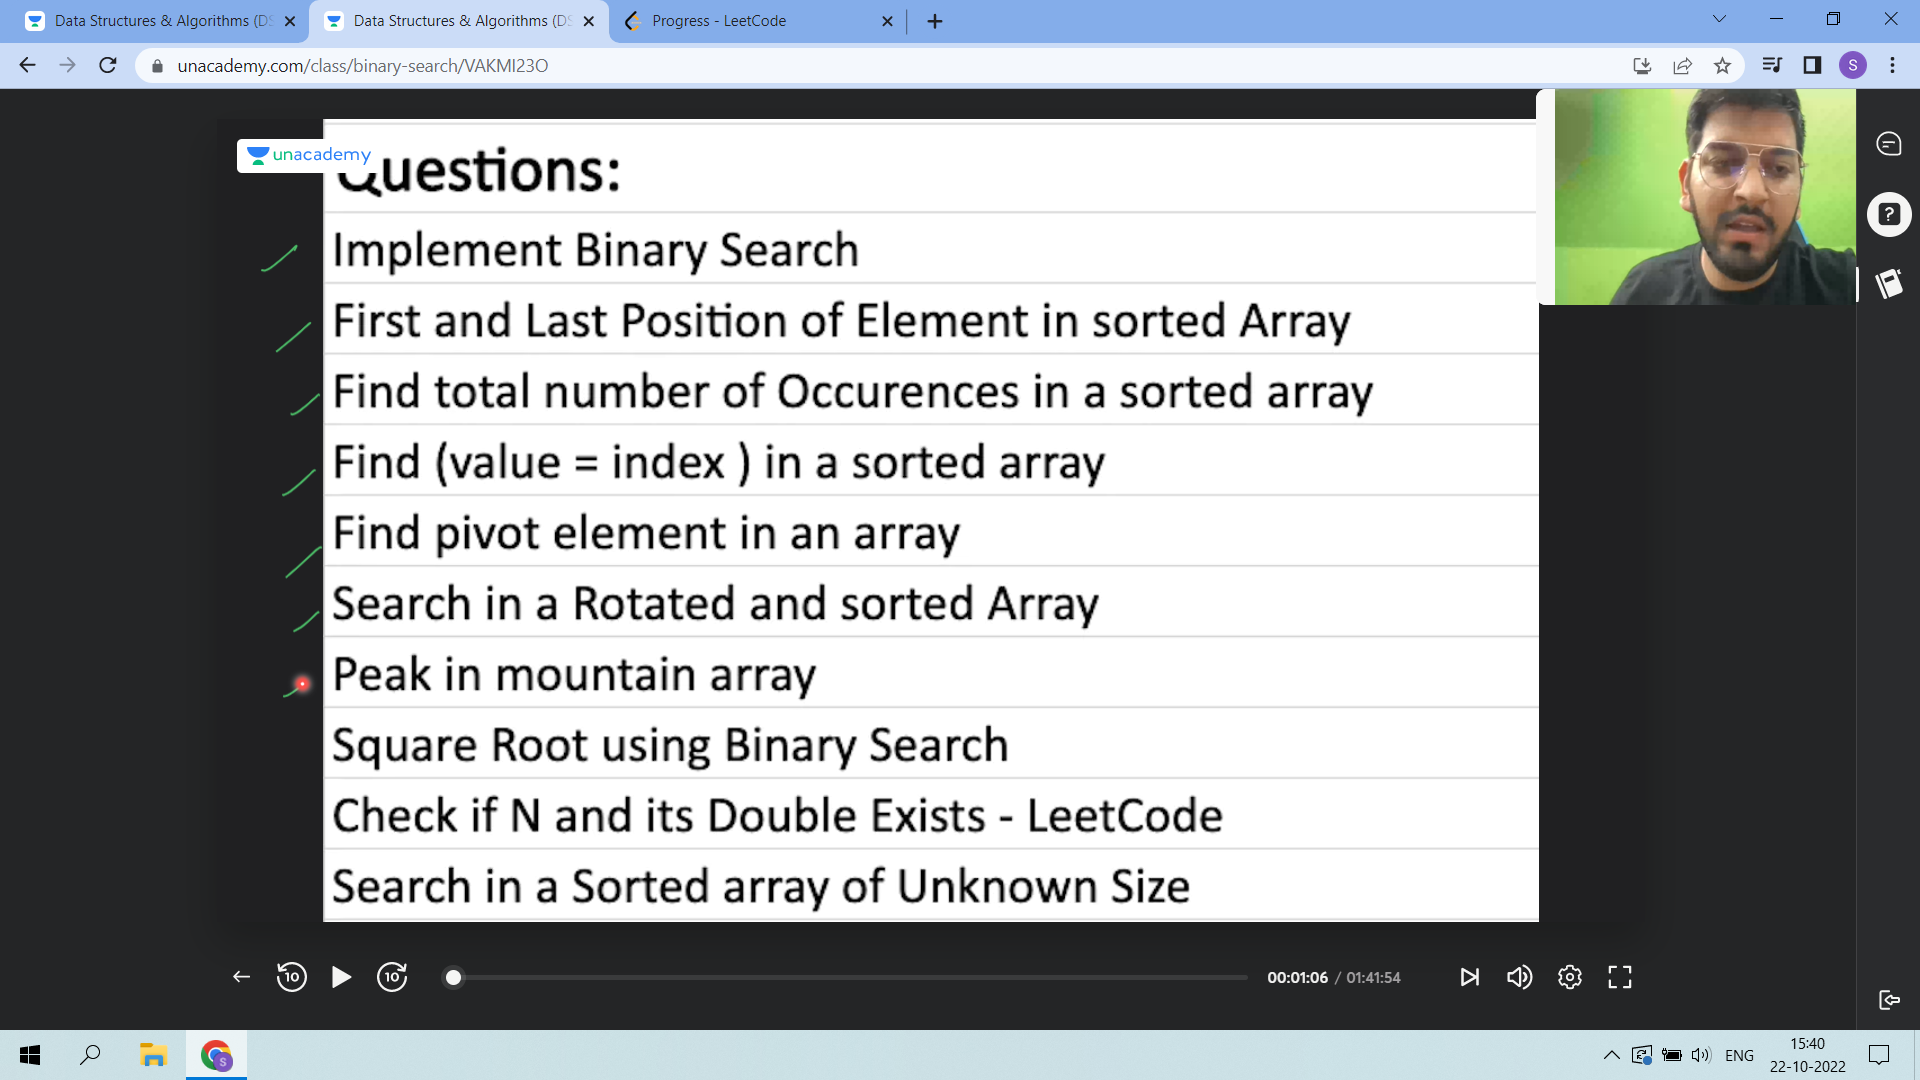 Data Structures & Algorithms (DS
Data Structures & Algorithms (DS
Progress - LeetCode
unacademy.com/class/binary-search/VAKMI23O
S
unacademy
Questions:
Implement Binary Search
First and Last Position of Element in sorted Array
Find total number of Occurences in a sorted array
Find (value = index ) in a sorted array
Find pivot element in an array
Search in a Rotated and sorted Array
Peak in mountain array
Square Root using Binary Search
Check if N and its Double Exists - LeetCode
Search in a Sorted array of Unknown Size
?
10
10
00:01:06 / 01:41:54
S
ENG
15:40
22-10-2022